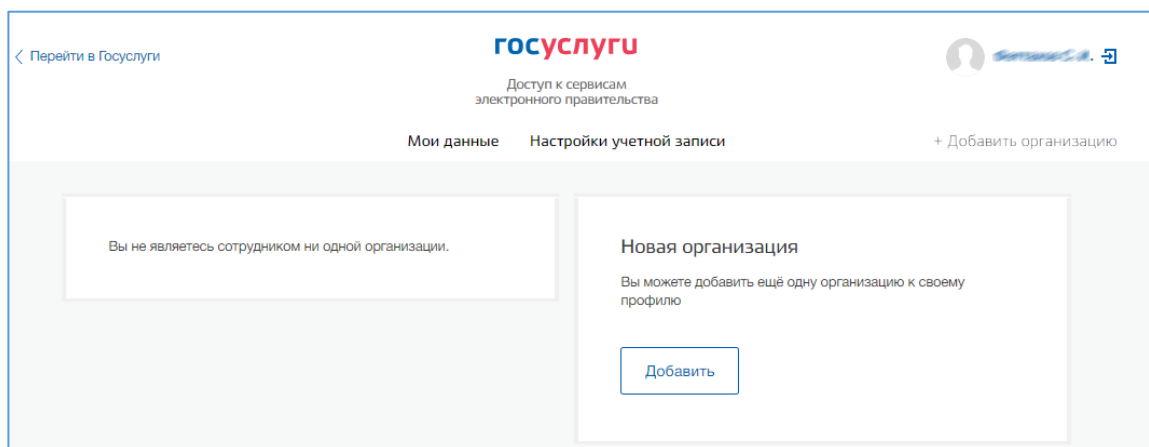 Перейти в Госуслуги
госуслуги
Доступ к сервисам
электронного правительства
Мои данные Настройки учетной записи + Добавить организацию
Вы не являетесь сотрудником ни одной организации.
Новая организация
Вы можете добавить ещё одну организацию к своему
профилю
Добавить